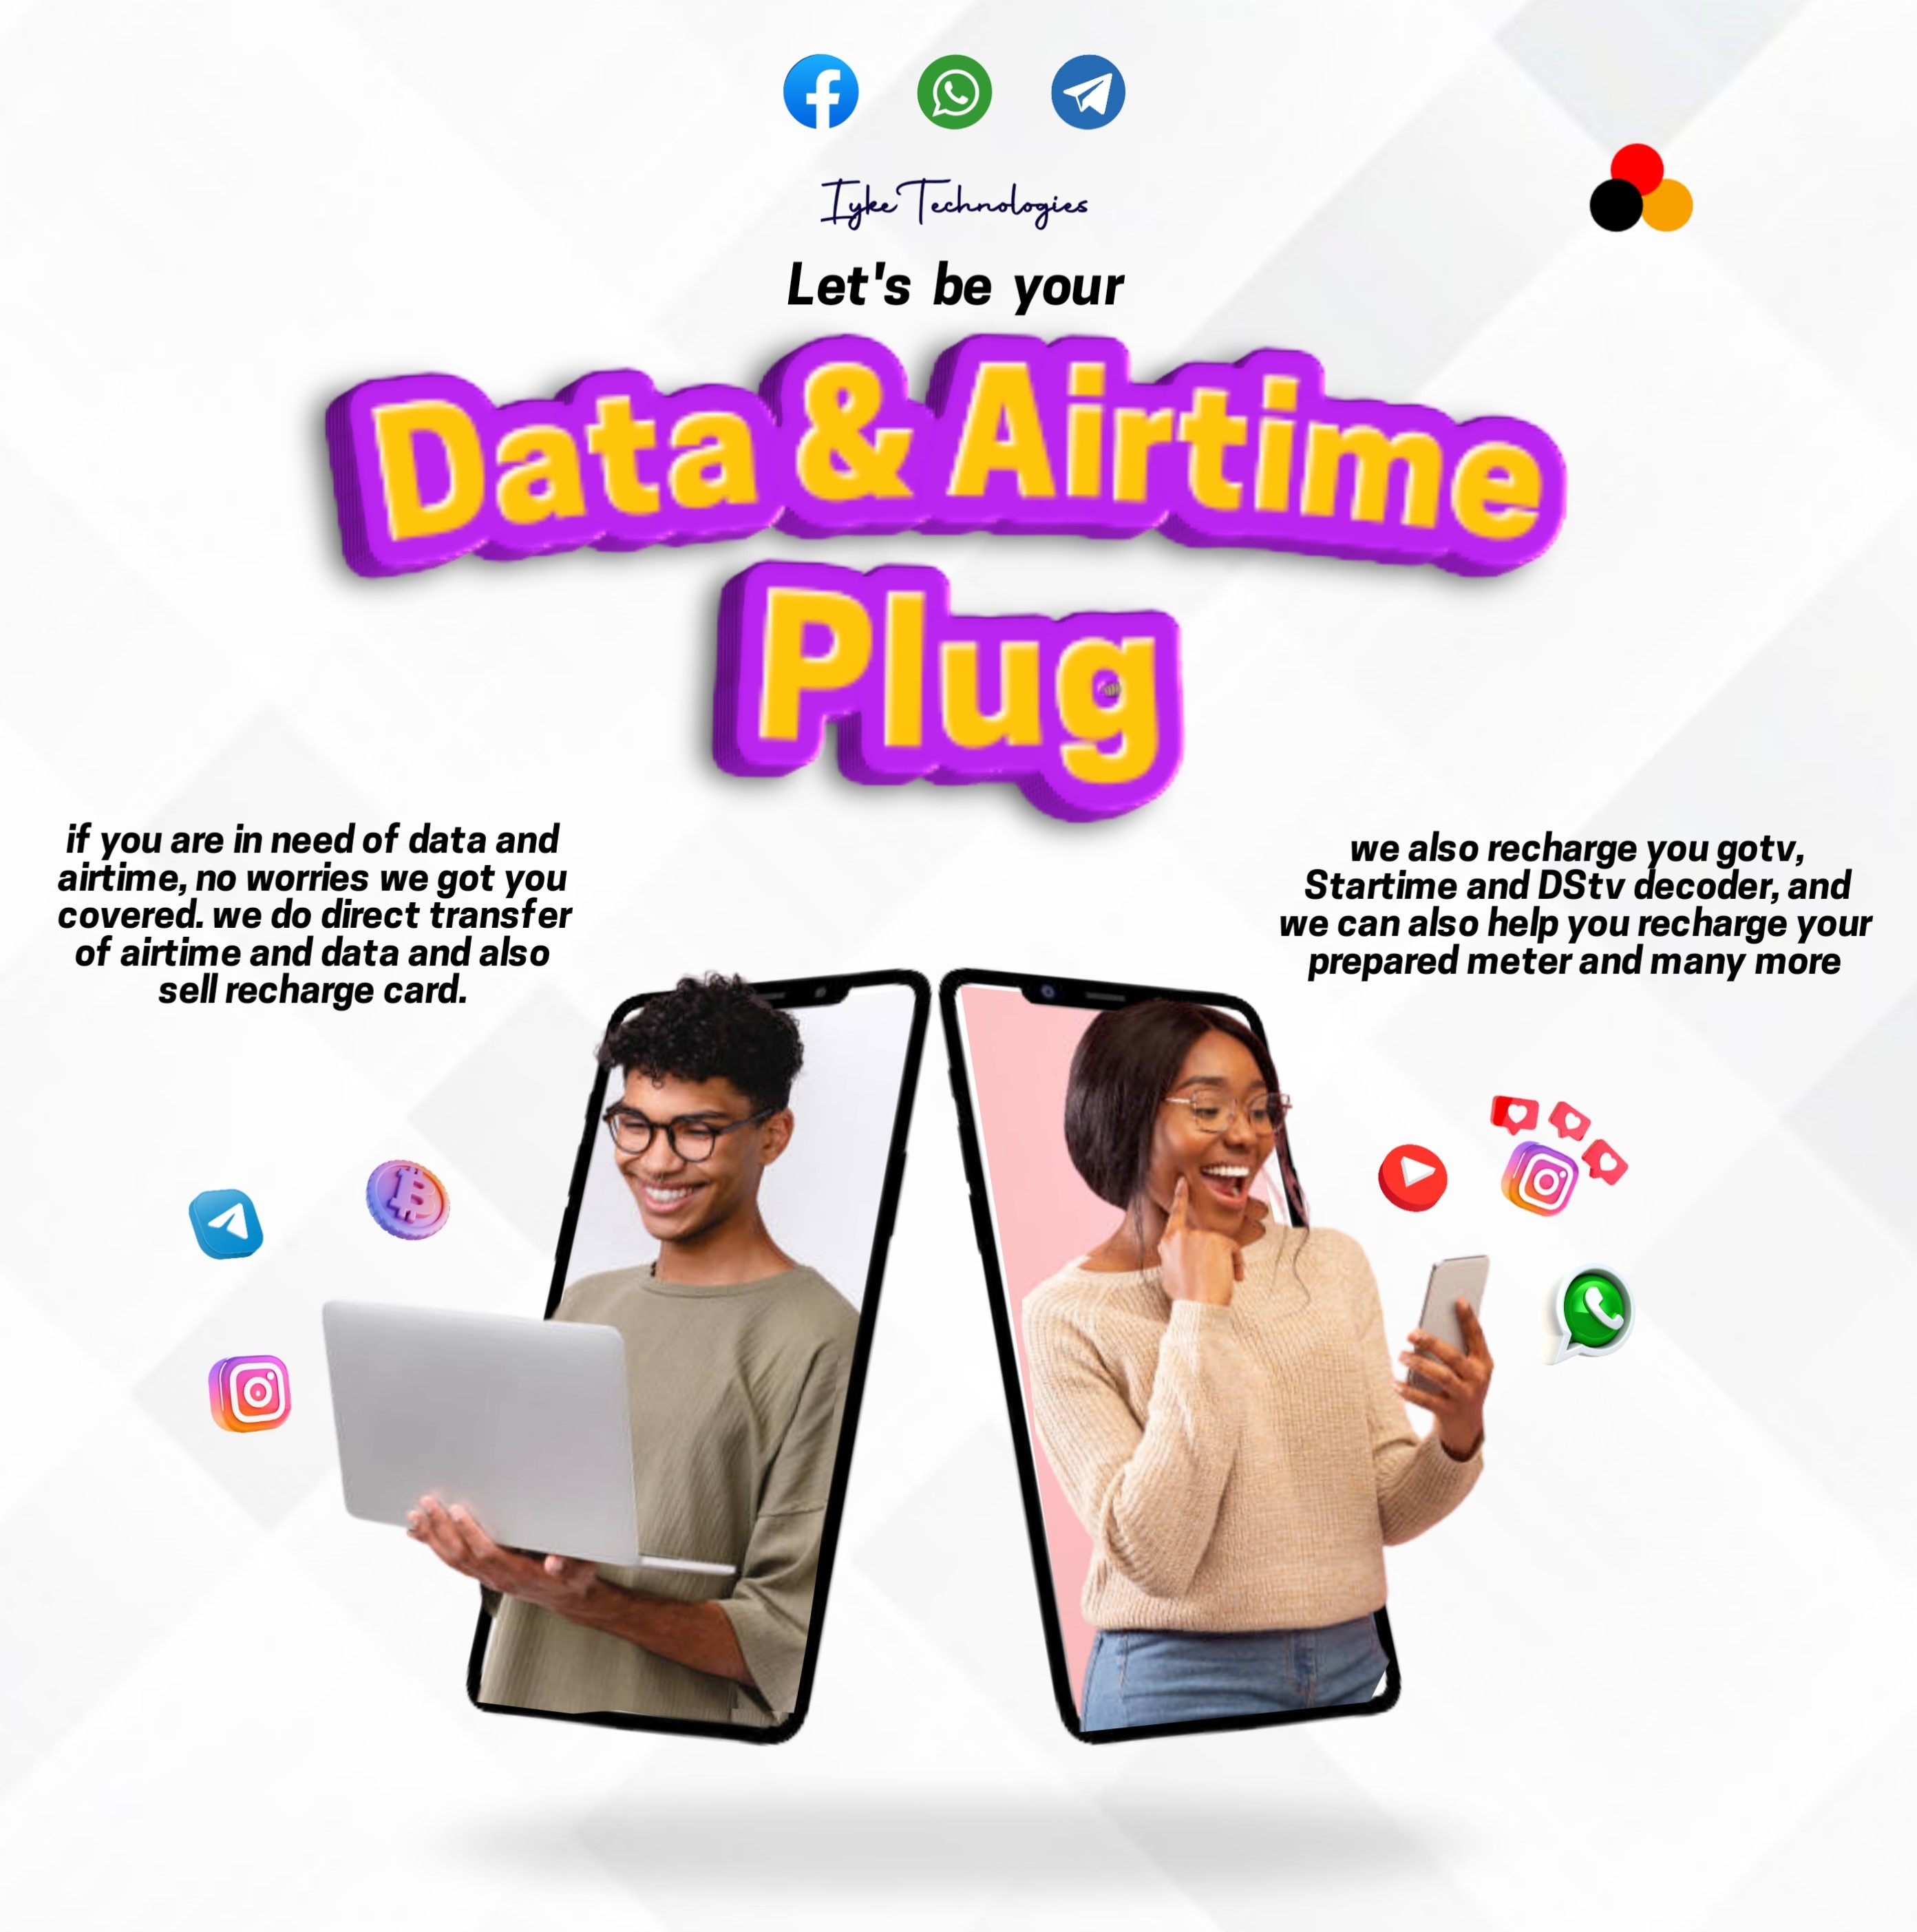 Iyke Technologies
Let's be your
Data & Airtime
Plug
if you are in need of data and
airtime, no worries we got you
covered. we do direct transfer
of airtime and data and also
sell recharge card.
we also recharge you gotv,
Startime and DStv decoder, and
we can also help you recharge your
prepared meter and many more